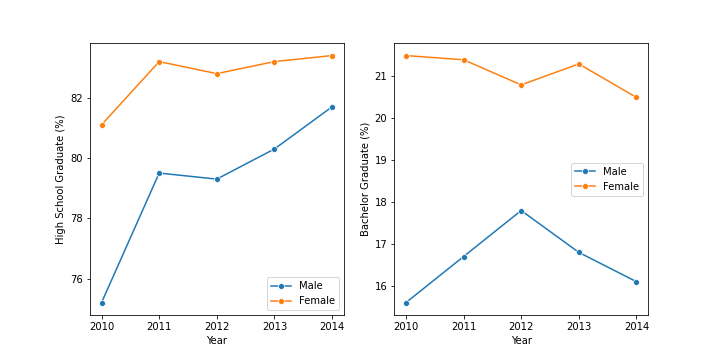 82
80
78
76
High School Graduate (%)
2010 2011 2012 2013 2014
Year
Male
Female
21
20
19
18
17
16
Bachelor Graduate (%)
2010 2011 2012 2013 2014
Year
Male
Female